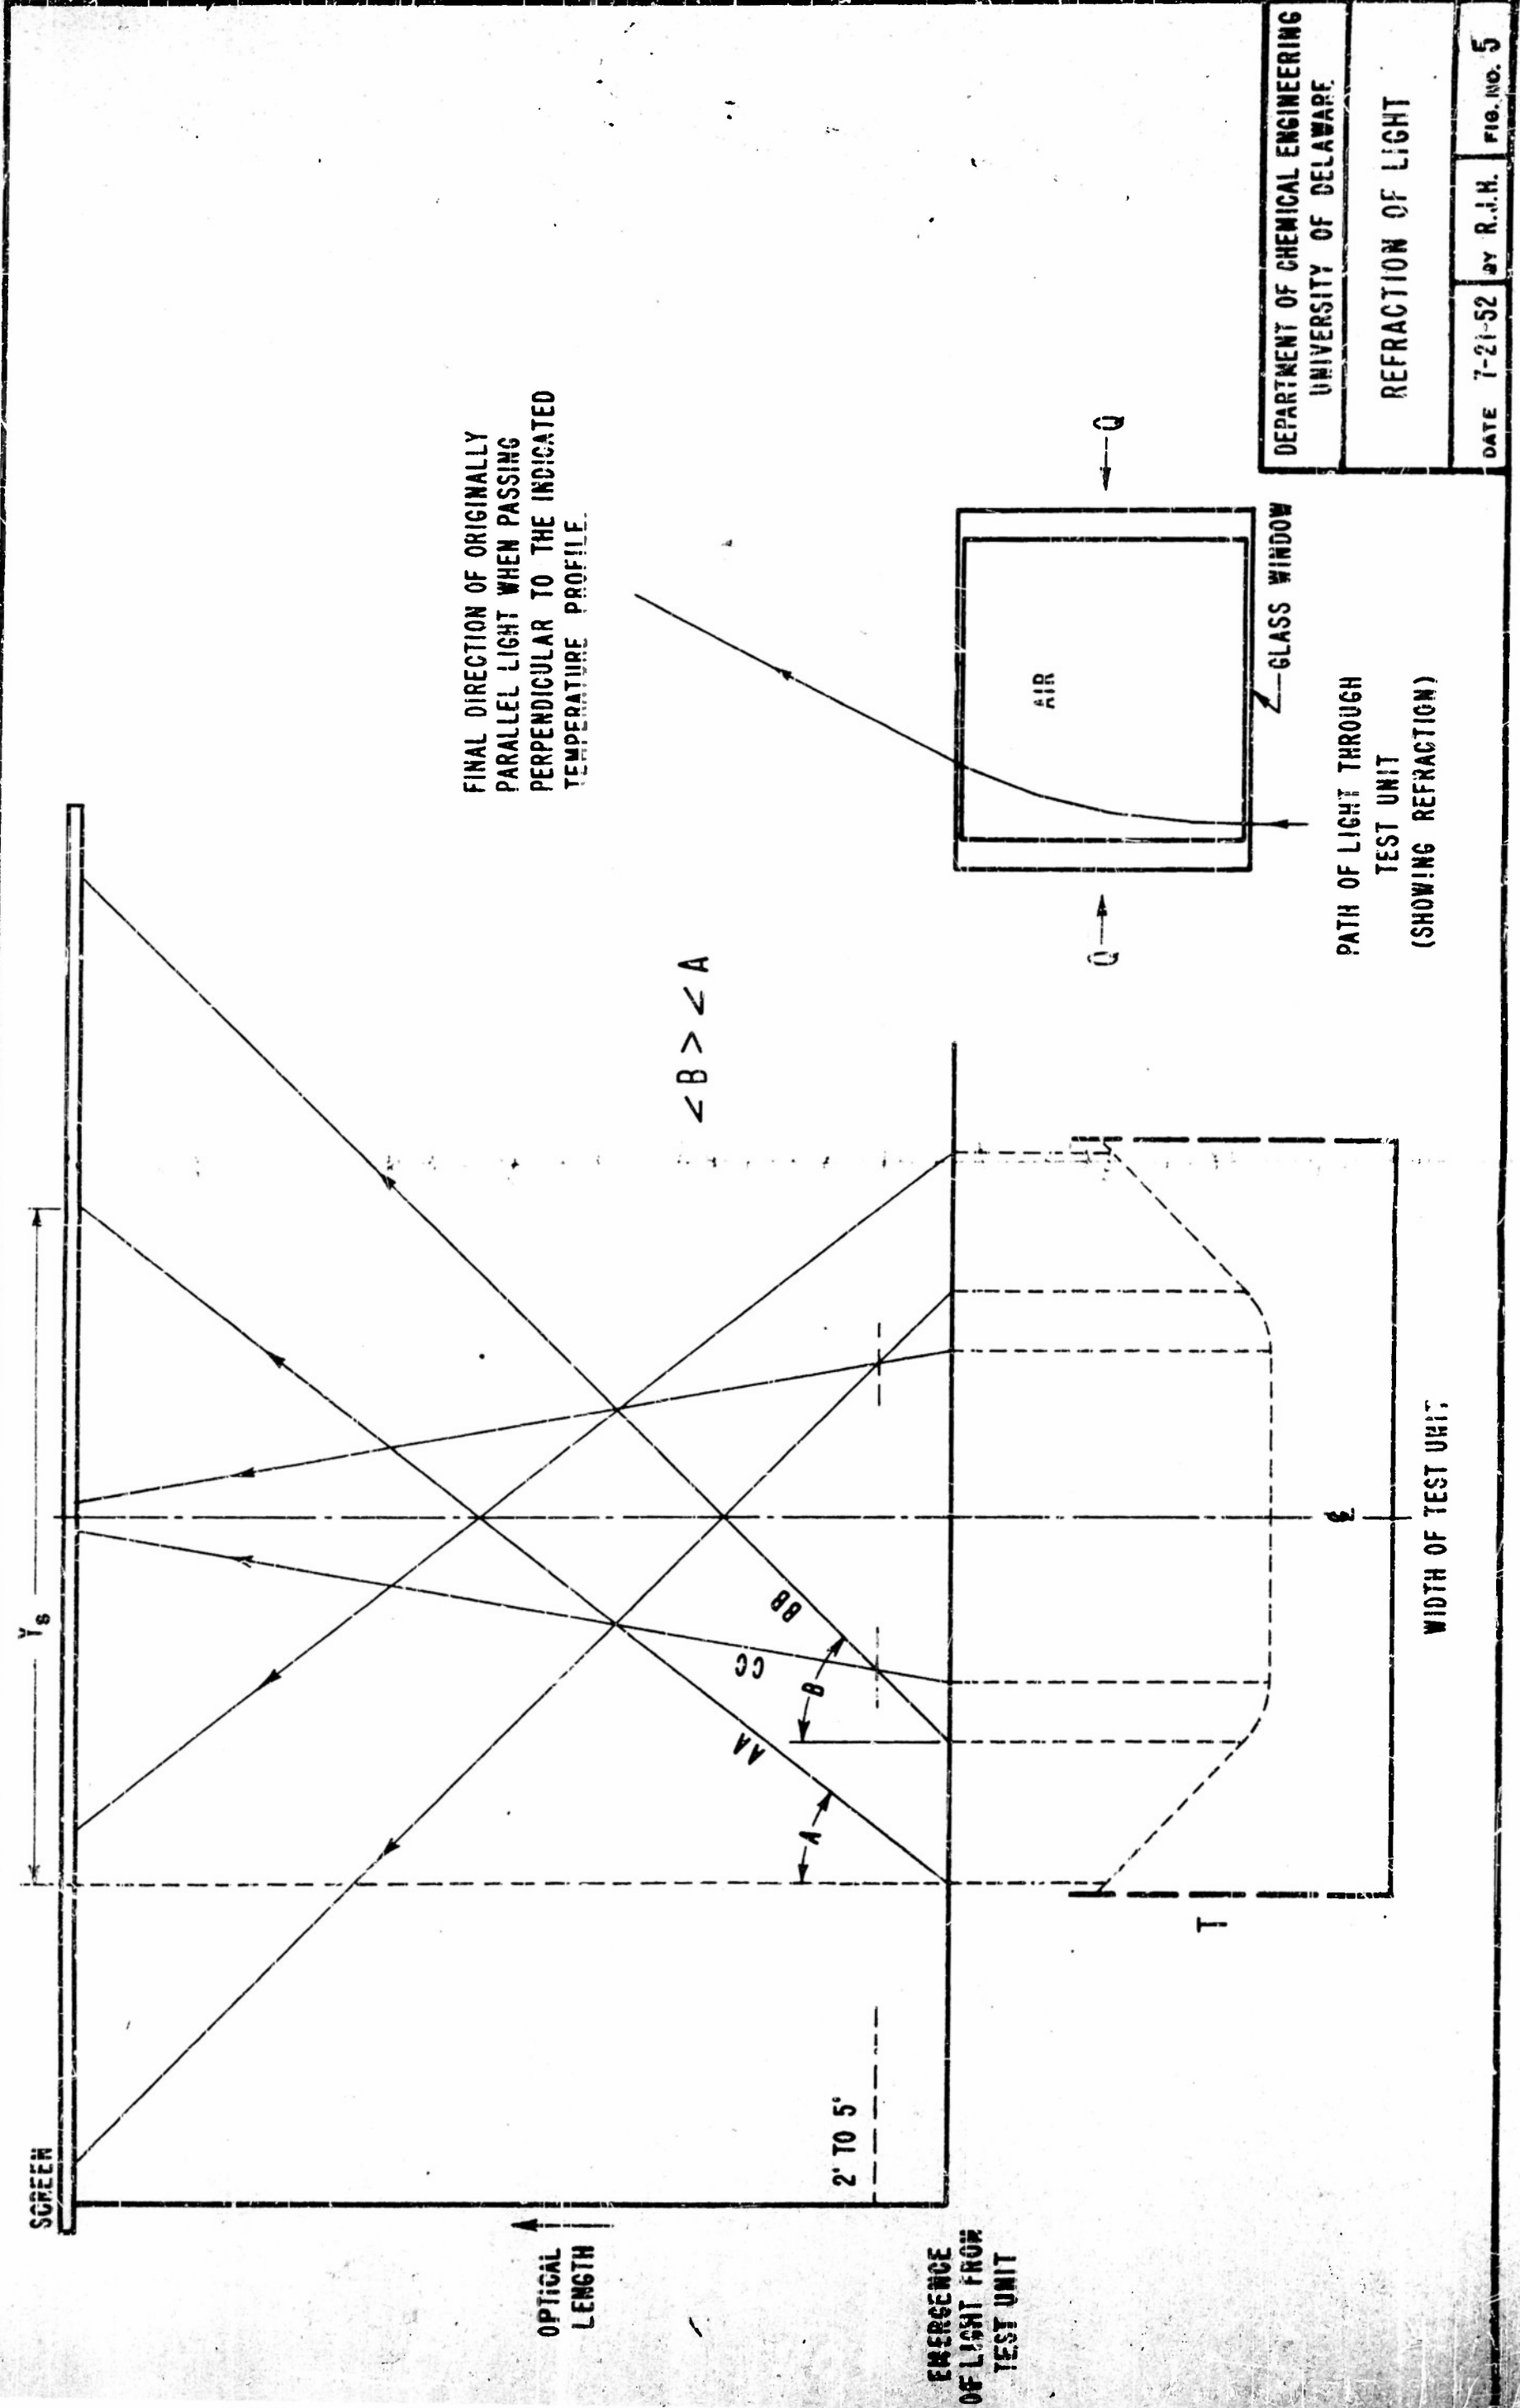 SCREEN
Ys
OPTICAL
LENGTH
2' TO 5'
A
AA
B
BB
CC
<B > <A
FINAL DIRECTION OF ORIGINALLY
PARALLEL LIGHT WHEN PASSING
PERPENDICULAR TO THE INDICATED
TEMPERATURE PROFILE.
EMERGENCE
OF LIGHT FROM
TEST UNIT
T
℄
WIDTH OF TEST UNIT
Q
AIR
Q
GLASS WINDOW
PATH OF LIGHT THROUGH
TEST UNIT
(SHOWING REFRACTION)
DEPARTMENT OF CHEMICAL ENGINEERING
UNIVERSITY OF DELAWARE
REFRACTION OF LIGHT
DATE 7-21-52 BY R.J.H. FIG. NO. 5